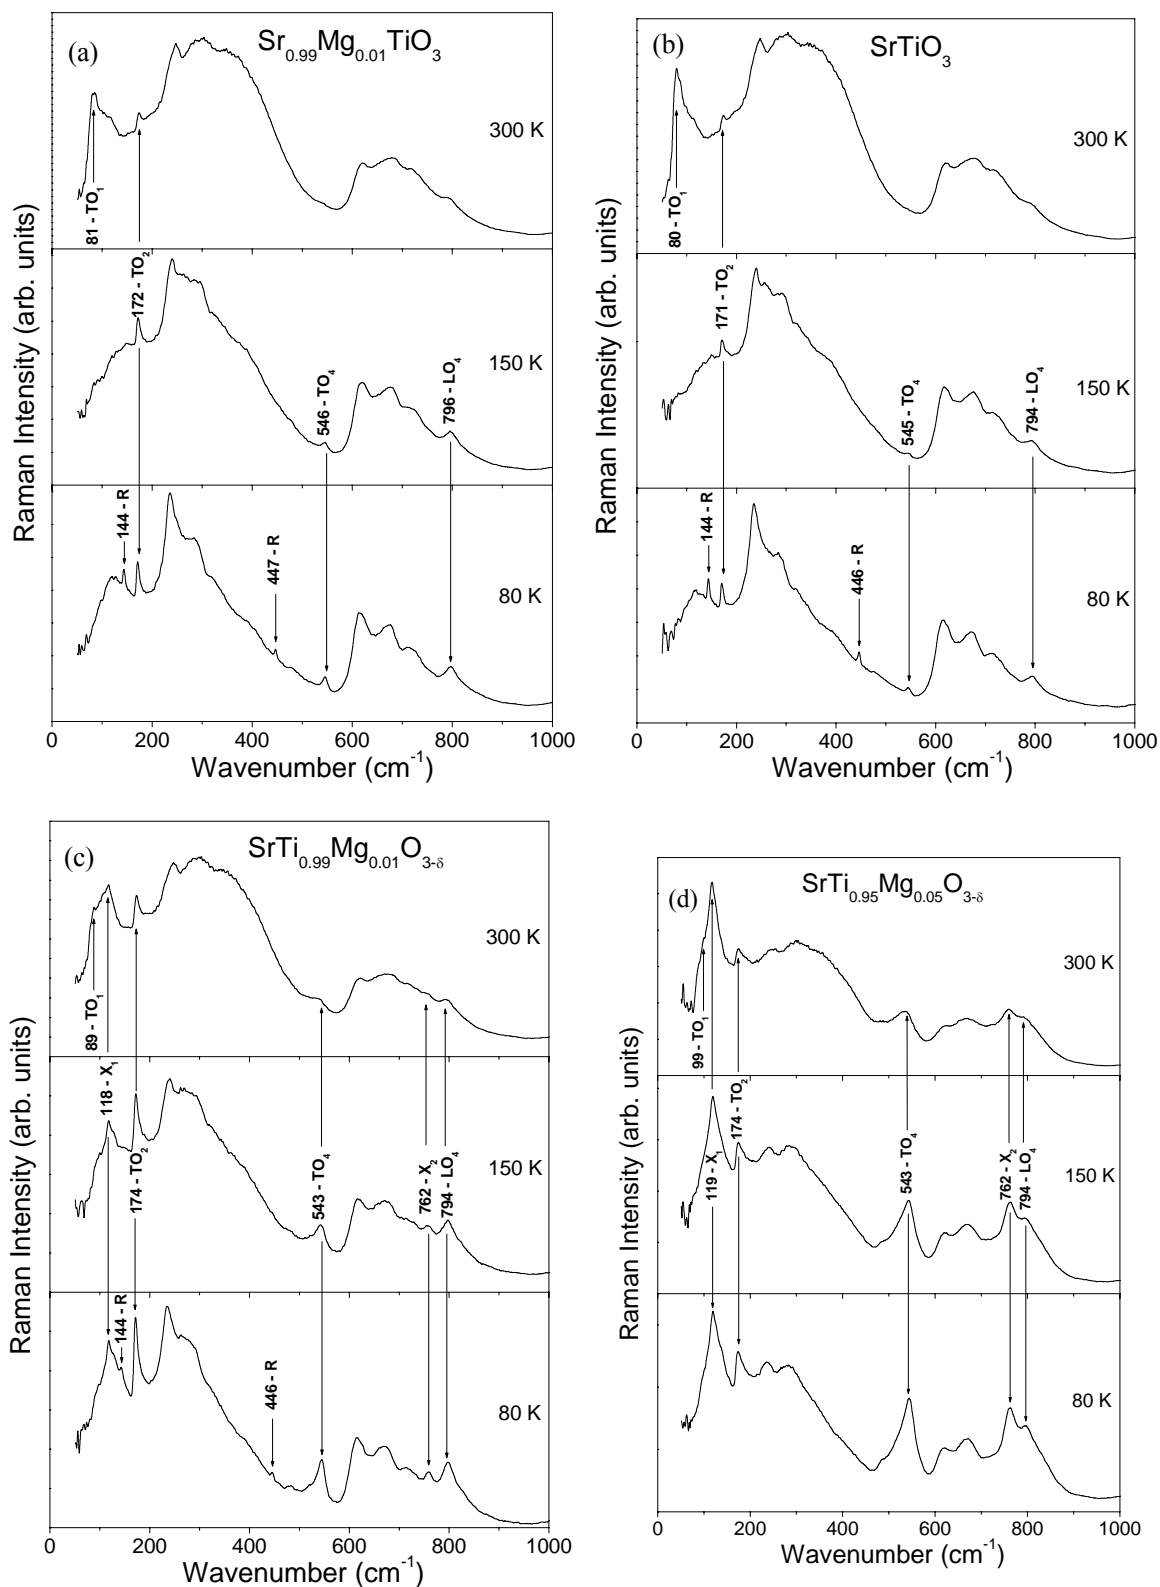 (a) Sr0.99Mg0.01TiO3
300 K
81 - TO1
172 - TO2
150 K
546 - TO4
796 - LO4
144 - R
447 - R
80 K
Raman Intensity (arb. units)
0 200 400 600 800 1000
Wavenumber (cm-1)
(b) SrTiO3
300 K
80 - TO1
171 - TO2
150 K
545 - TO4
794 - LO4
144 - R
446 - R
80 K
Raman Intensity (arb. units)
0 200 400 600 800 1000
Wavenumber (cm-1)
(c) SrTi0.99Mg0.01O3-δ
300 K
89 - TO1
118 - X1
174 - TO2
150 K
543 - TO4
762 - X2
794 - LO4
144 - R
446 - R
80 K
Raman Intensity (arb. units)
0 200 400 600 800 1000
Wavenumber (cm-1)
(d) SrTi0.95Mg0.05O3-δ
300 K
99 - TO1
119 - X1
174 - TO2
150 K
543 - TO4
762 - X2
794 - LO4
80 K
Raman Intensity (arb. units)
0 200 400 600 800 1000
Wavenumber (cm-1)